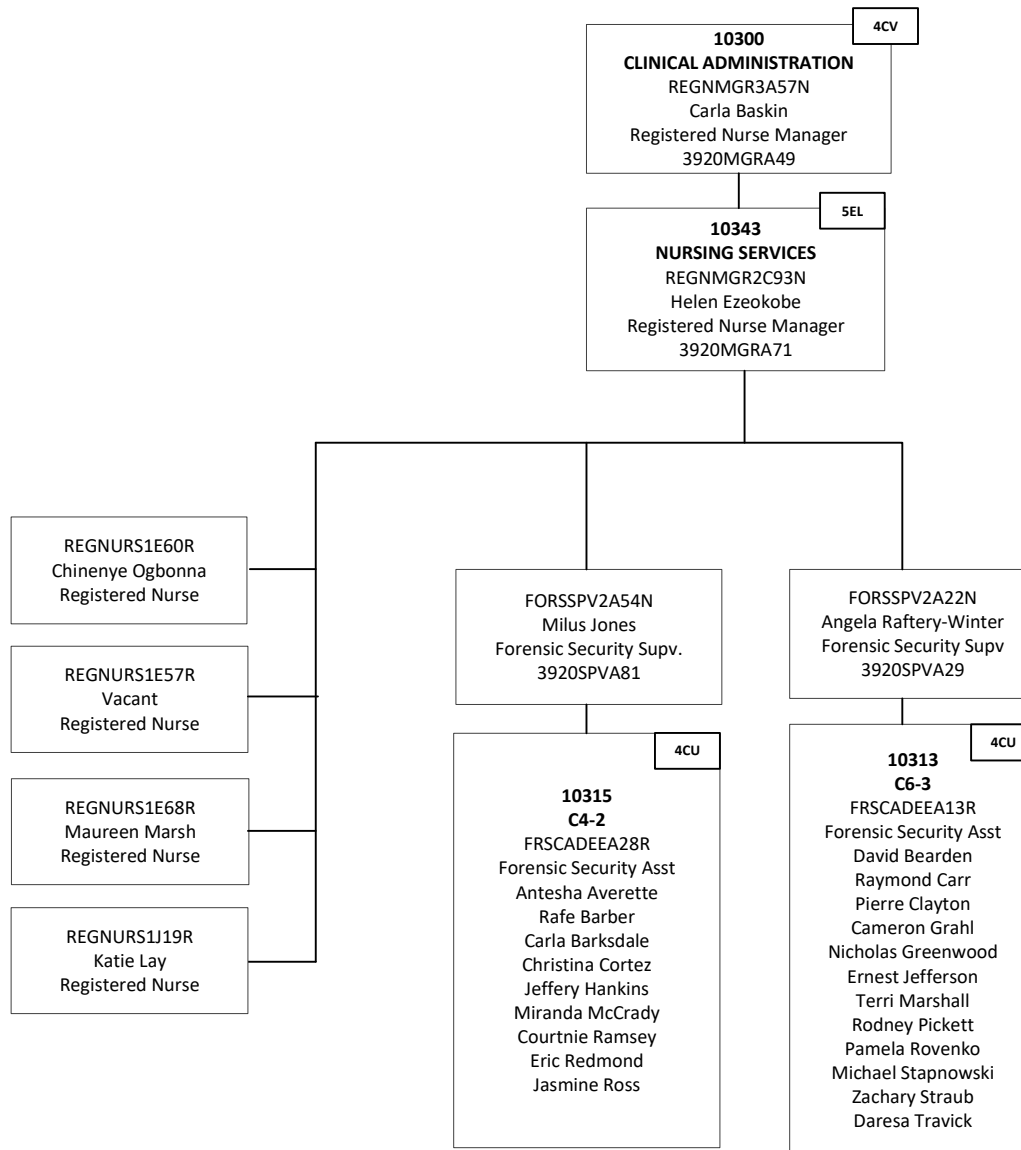 4CV
10300
CLINICAL ADMINISTRATION
REGNMGR3A57N
Carla Baskin
Registered Nurse Manager
3920MGRA49
5EL
10343
NURSING SERVICES
REGNMGR2C93N
Helen Ezeokobe
Registered Nurse Manager
3920MGRA71
REGNURS1E60R
Chinenye Ogbonna
Registered Nurse
REGNURS1E57R
Vacant
Registered Nurse
REGNURS1E68R
Maureen Marsh
Registered Nurse
REGNURS1J19R
Katie Lay
Registered Nurse
FORSSPV2A54N
Milus Jones
Forensic Security Supv.
3920SPVA81
4CU
10315
C4-2
FRSCADEEA28R
Forensic Security Asst
Antesha Averette
Rafe Barber
Carla Barksdale
Christina Cortez
Jeffery Hankins
Miranda McCrady
Courtnie Ramsey
Eric Redmond
Jasmine Ross
FORSSPV2A22N
Angela Raftery-Winter
Forensic Security Supv
3920SPVA29
4CU
10313
C6-3
FRSCADEEA13R
Forensic Security Asst
David Bearden
Raymond Carr
Pierre Clayton
Cameron Grahl
Nicholas Greenwood
Ernest Jefferson
Terri Marshall
Rodney Pickett
Pamela Rovenko
Michael Stapnowski
Zachary Straub
Daresa Travick